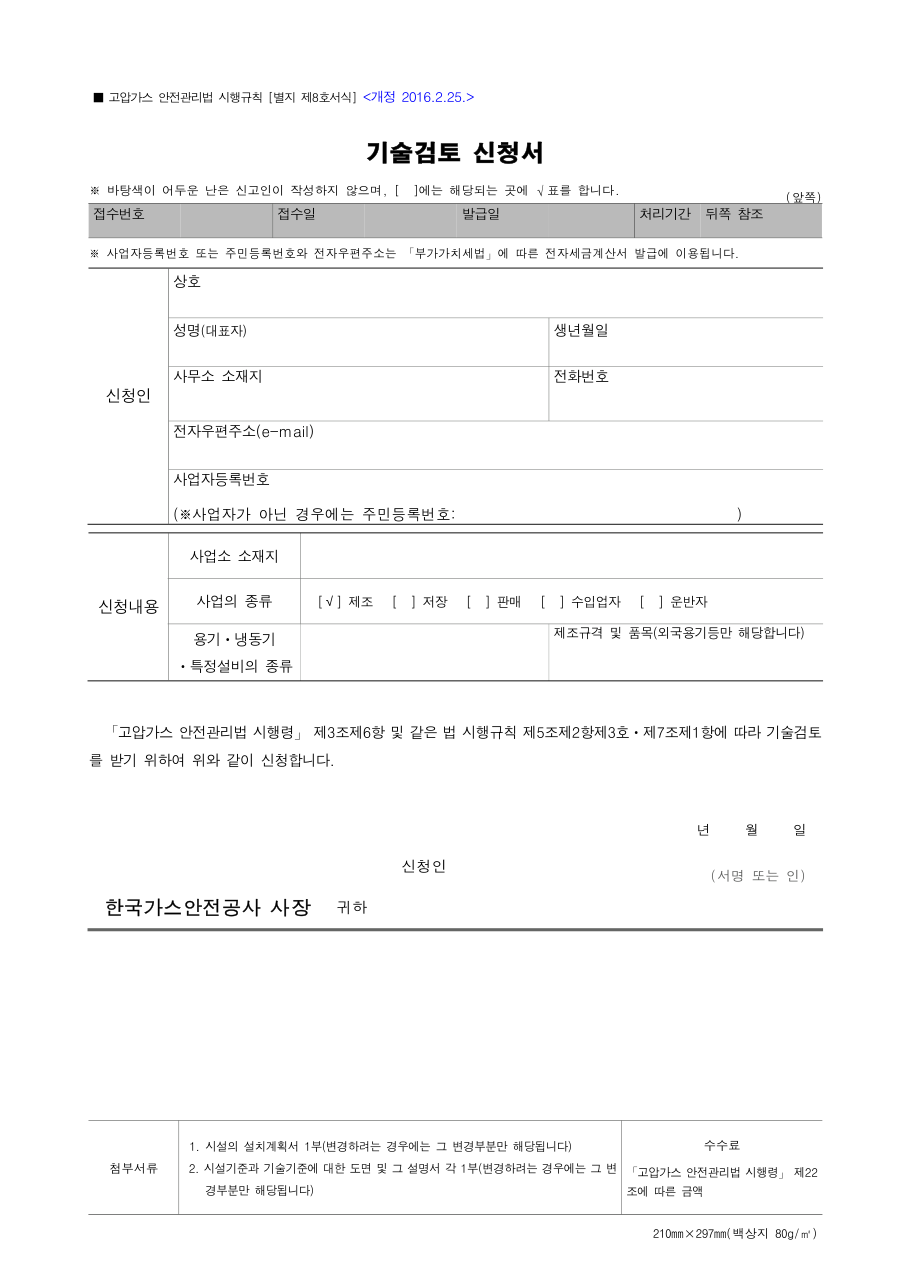 ■ 고압가스 안전관리법 시행규칙 [별지 제8호서식] <개정 2016.2.25.>
기술검토 신청서
※ 바탕색이 어두운 난은 신고인이 작성하지 않으며, [  ]에는 해당되는 곳에 √표를 합니다.
(앞쪽)
접수번호 접수일 발급일 처리기간 뒤쪽 참조
※ 사업자등록번호 또는 주민등록번호와 전자우편주소는 「부가가치세법」에 따른 전자세금계산서 발급에 이용됩니다.
신청인
상호
성명(대표자) 생년월일
사무소 소재지 전화번호
전자우편주소(e-mail)
사업자등록번호
(※사업자가 아닌 경우에는 주민등록번호: )
신청내용
사업소 소재지
사업의 종류 [√] 제조 [  ] 저장 [  ] 판매 [  ] 수입업자 [  ] 운반자
용기·냉동기
·특정설비의 종류
제조규격 및 품목(외국용기등만 해당합니다)
「고압가스 안전관리법 시행령」 제3조제6항 및 같은 법 시행규칙 제5조제2항제3호·제7조제1항에 따라 기술검토
를 받기 위하여 위와 같이 신청합니다.
년 월 일
신청인
(서명 또는 인)
한국가스안전공사 사장 귀하
첨부서류
1. 시설의 설치계획서 1부(변경하려는 경우에는 그 변경부분만 해당됩니다)
2. 시설기준과 기술기준에 대한 도면 및 그 설명서 각 1부(변경하려는 경우에는 그 변
경부분만 해당됩니다)
수수료
「고압가스 안전관리법 시행령」 제22
조에 따른 금액
210㎜×297㎜(백상지 80g/㎡)